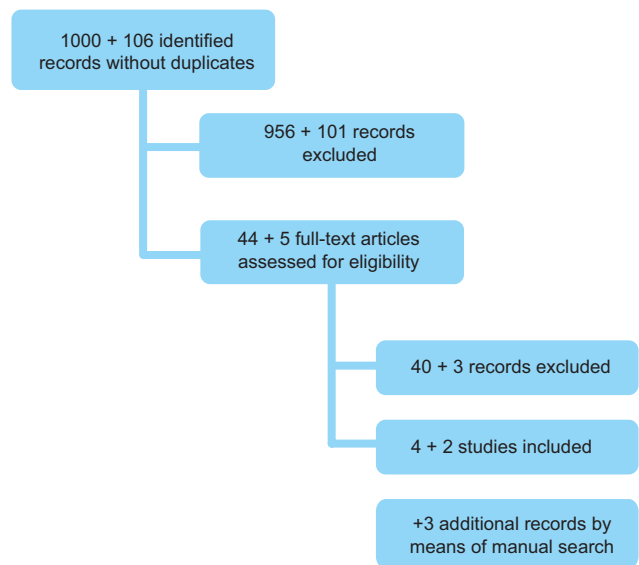 1000 + 106 identified
records without duplicates
956 + 101 records
excluded
44 + 5 full-text articles
assessed for eligibility
40 + 3 records excluded
4 + 2 studies included
+3 additional records by
means of manual search